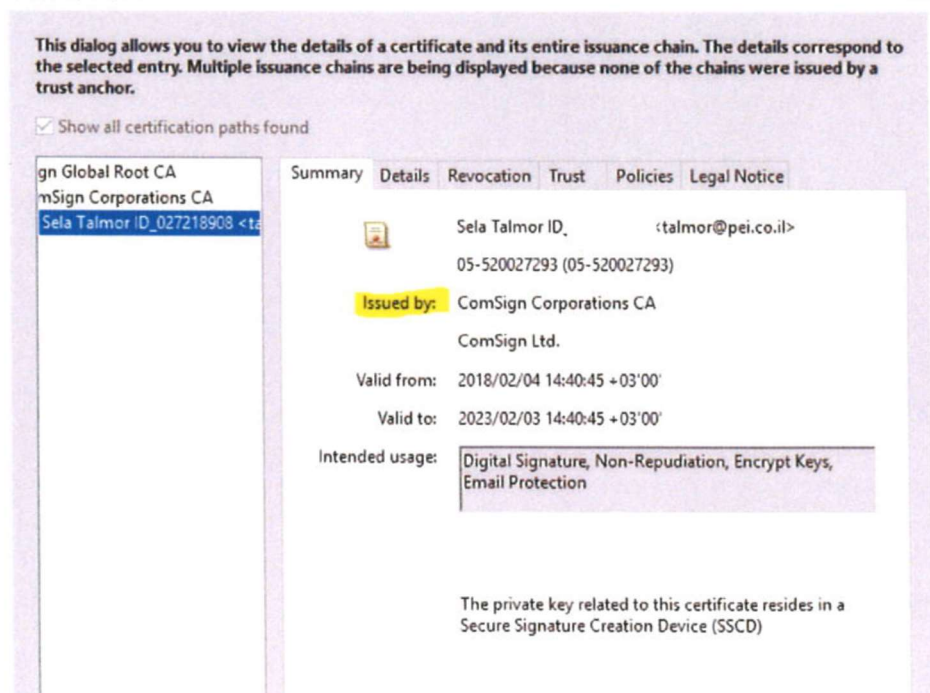 This dialog allows you to view the details of a certificate and its entire issuance chain. The details correspond to
the selected entry. Multiple issuance chains are being displayed because none of the chains were issued by a
trust anchor.
Show all certification paths found
gn Global Root CA
mSign Corporations CA
Sela Talmor ID_027218908 <ta
Summary Details Revocation Trust Policies Legal Notice
Sela Talmor ID_ <talmor@pei.co.il>
05-520027293 (05-520027293)
Issued by: ComSign Corporations CA
ComSign Ltd.
Valid from: 2018/02/04 14:40:45 +03'00'
Valid to: 2023/02/03 14:40:45 +03'00'
Intended usage: Digital Signature, Non-Repudiation, Encrypt Keys,
Email Protection
The private key related to this certificate resides in a
Secure Signature Creation Device (SSCD)